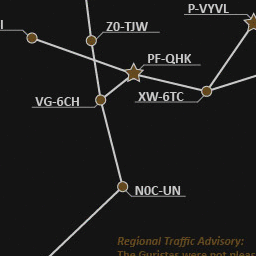 P-VYVL
Z0-TJW
PF-QHK
VG-6CH
XW-6TC
N0C-UN
Regional Traffic Advisory:
The Guristas were not pleas